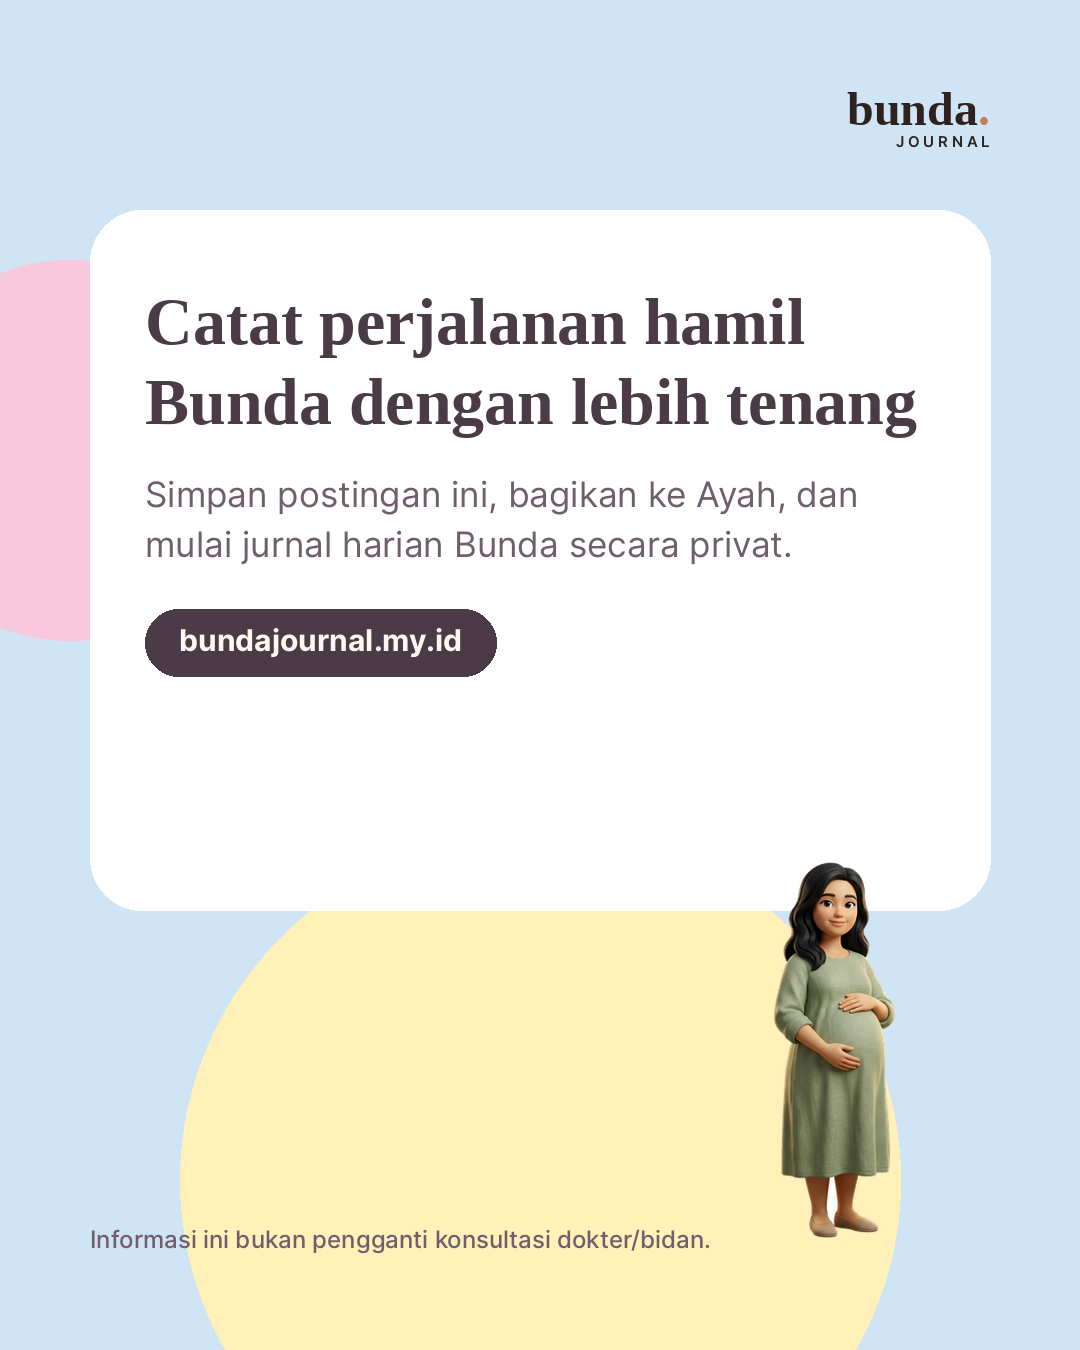 bunda.
JOURNAL
Catat perjalanan hamil
Bunda dengan lebih tenang
Simpan postingan ini, bagikan ke Ayah, dan
mulai jurnal harian Bunda secara privat.
bundajournal.my.id
Informasi ini bukan pengganti konsultasi dokter/bidan.